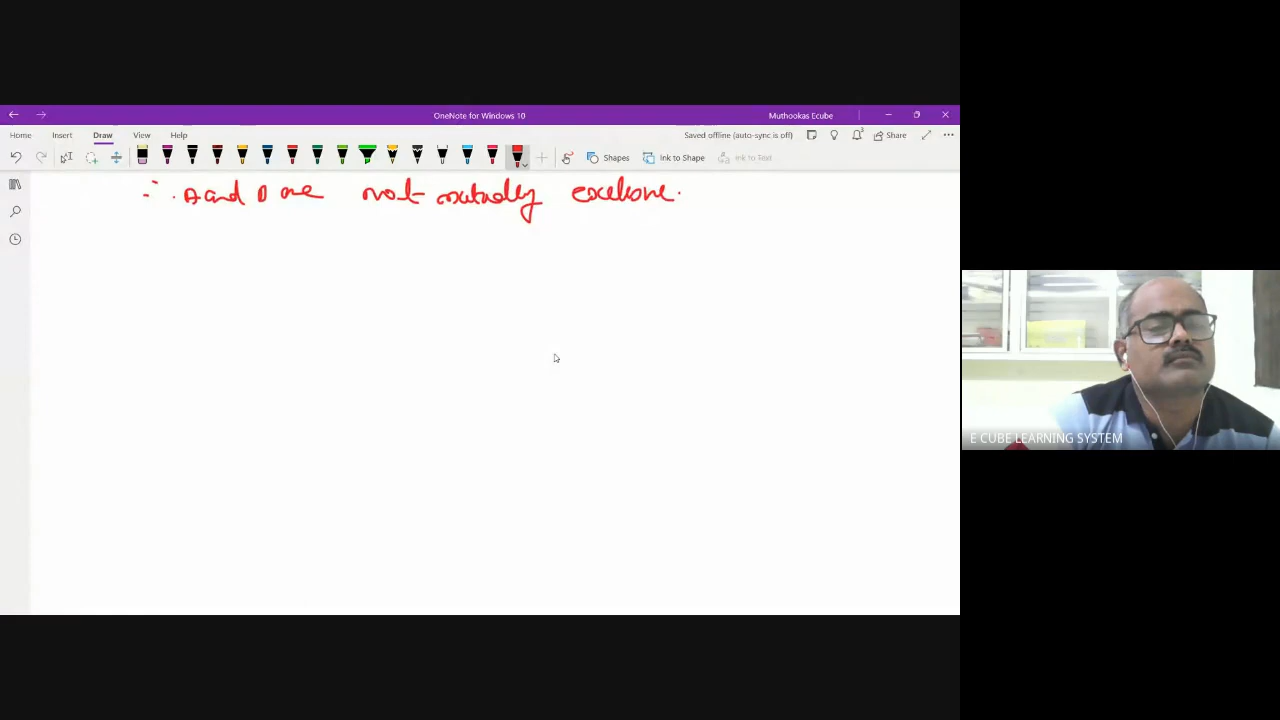 OneNote for Windows 10
Muthookas Ecube
Home Insert Draw View Help
Saved offline (auto-sync is off)
Share
Shapes
Ink to Shape
Ink to Text
∴ A and D are not mutually exclusive.
E CUBE LEARNING SYSTEM